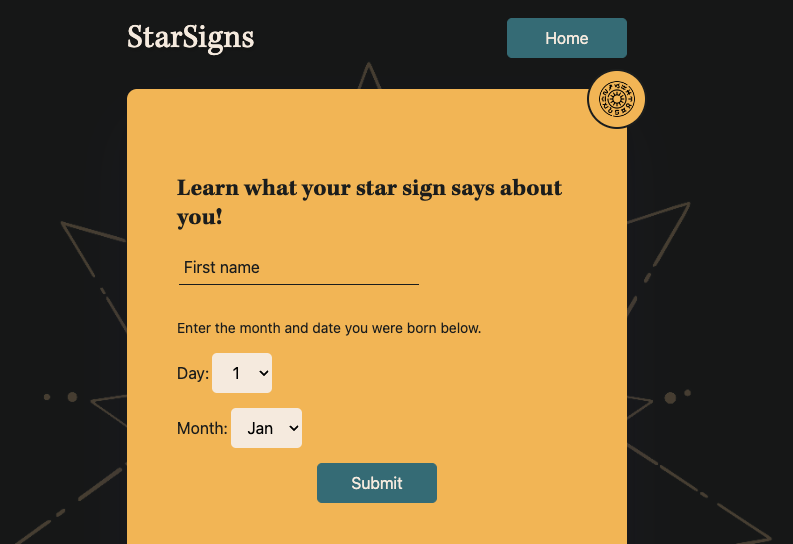 StarSigns
Home
Learn what your star sign says about
you!
First name
Enter the month and date you were born below.
Day: 1
Month: Jan
Submit